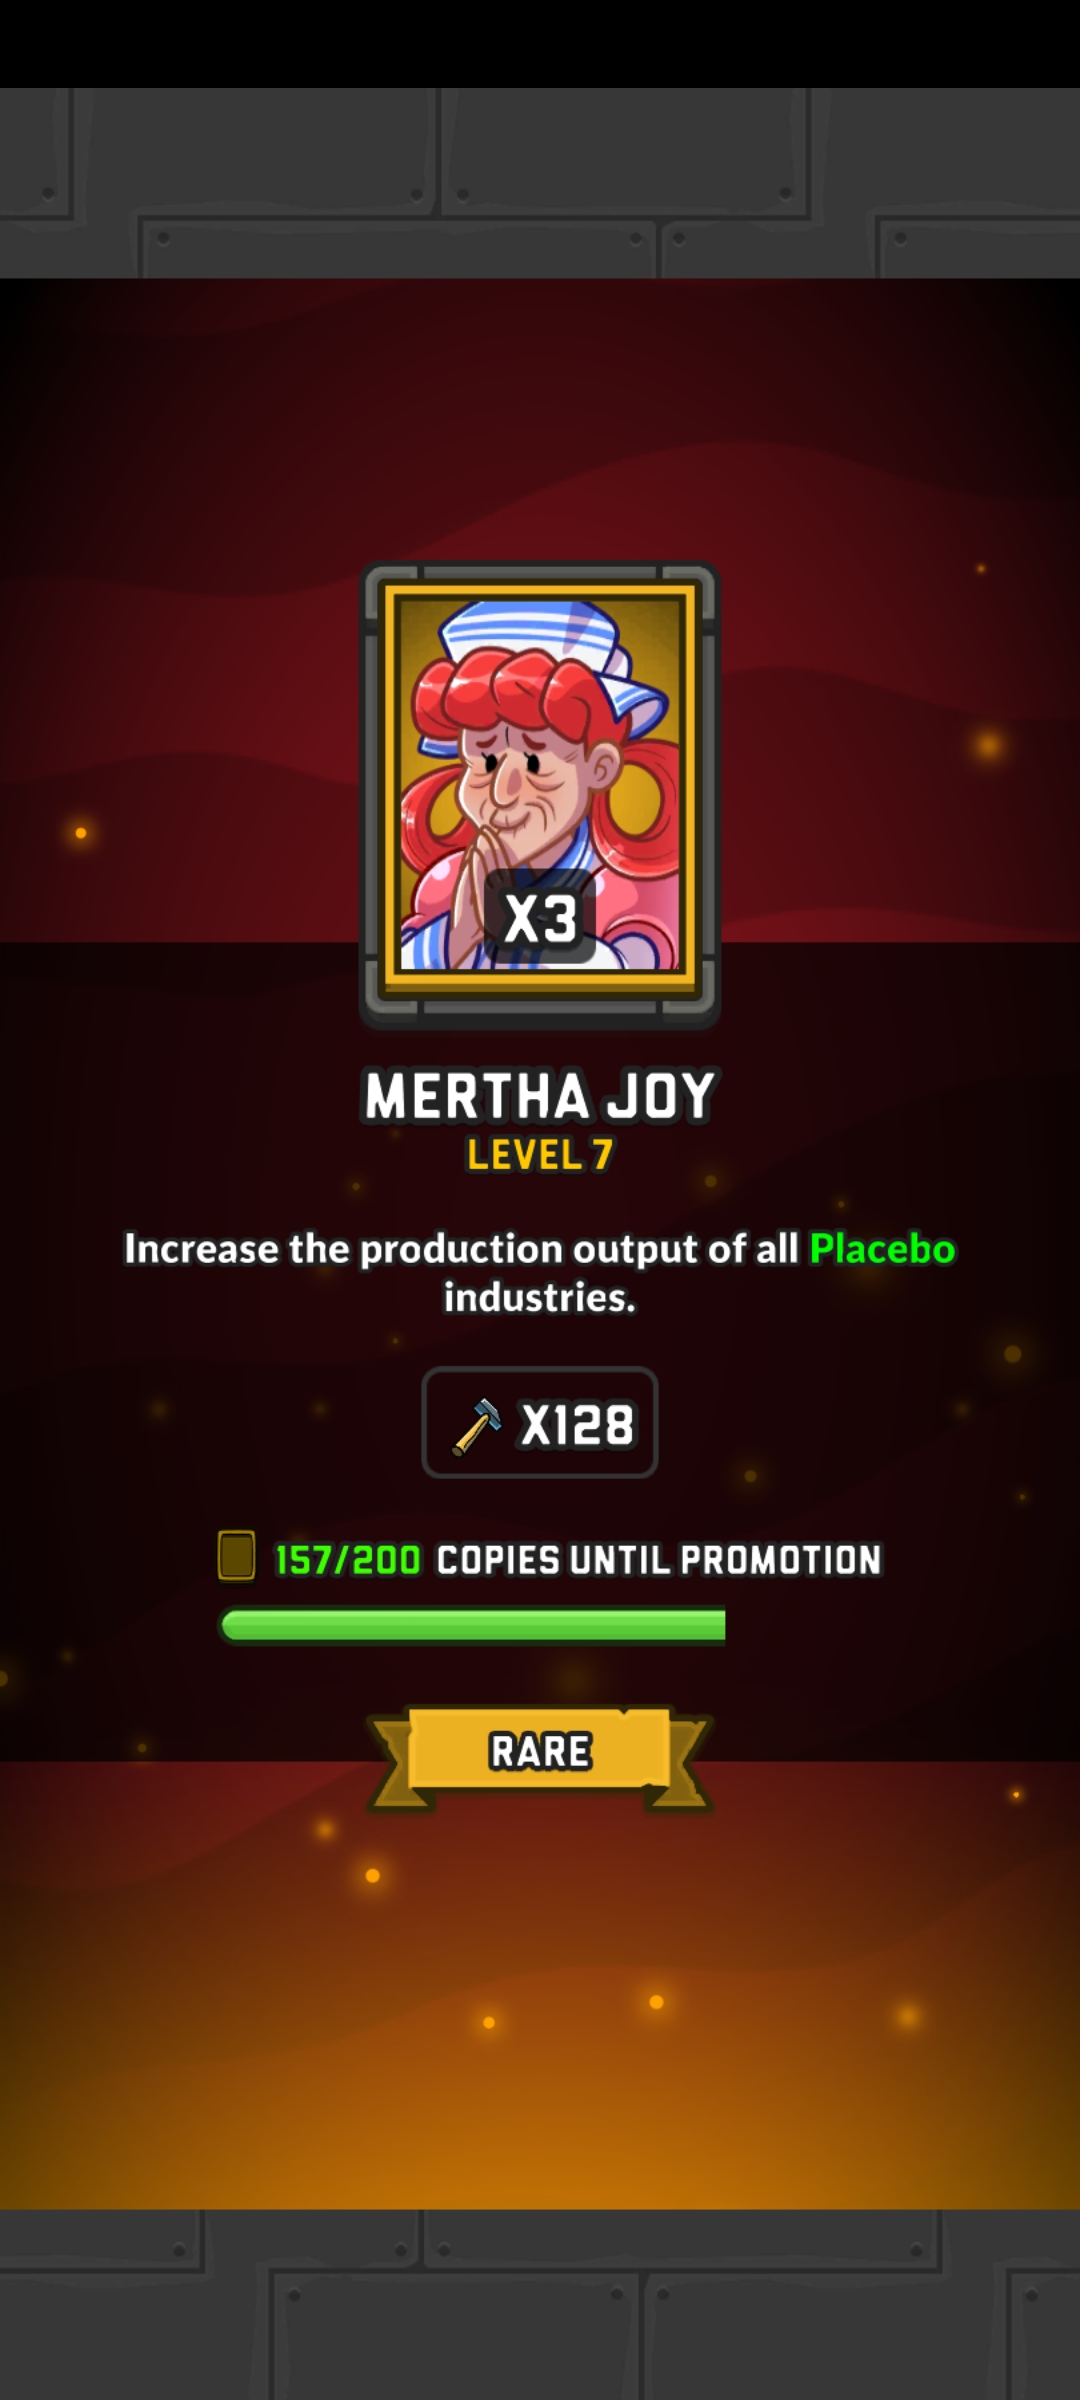 X3
MERTHA JOY
LEVEL 7
Increase the production output of all Placebo
industries.
X128
157/200 COPIES UNTIL PROMOTION
RARE